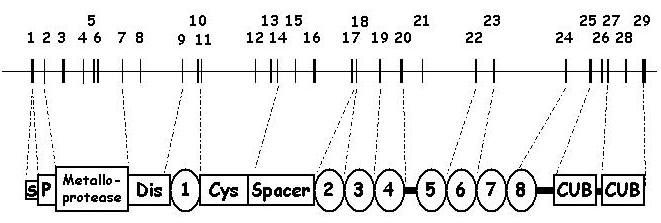 5 10 13 15 18 21 23 25 27 29
1 2 3 4 6 7 8 9 11 12 14 16 17 19 20 22 24 26 28
S P Metallo- Dis 1 Cys Spacer 2 3 4 5 6 7 8 CUB CUB
protease